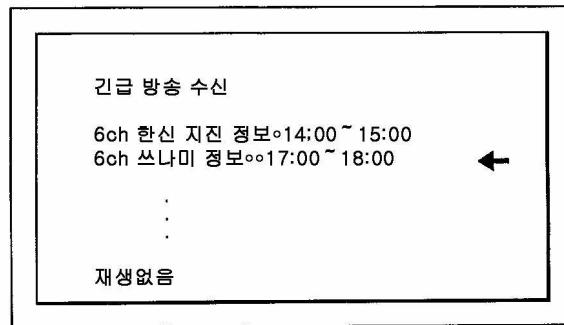 긴급 방송 수신
6ch 한신 지진 정보∘14;00 ~ 15:00
6ch 쓰나미 정보∘∘17:00 ~ 18:00
재생없음